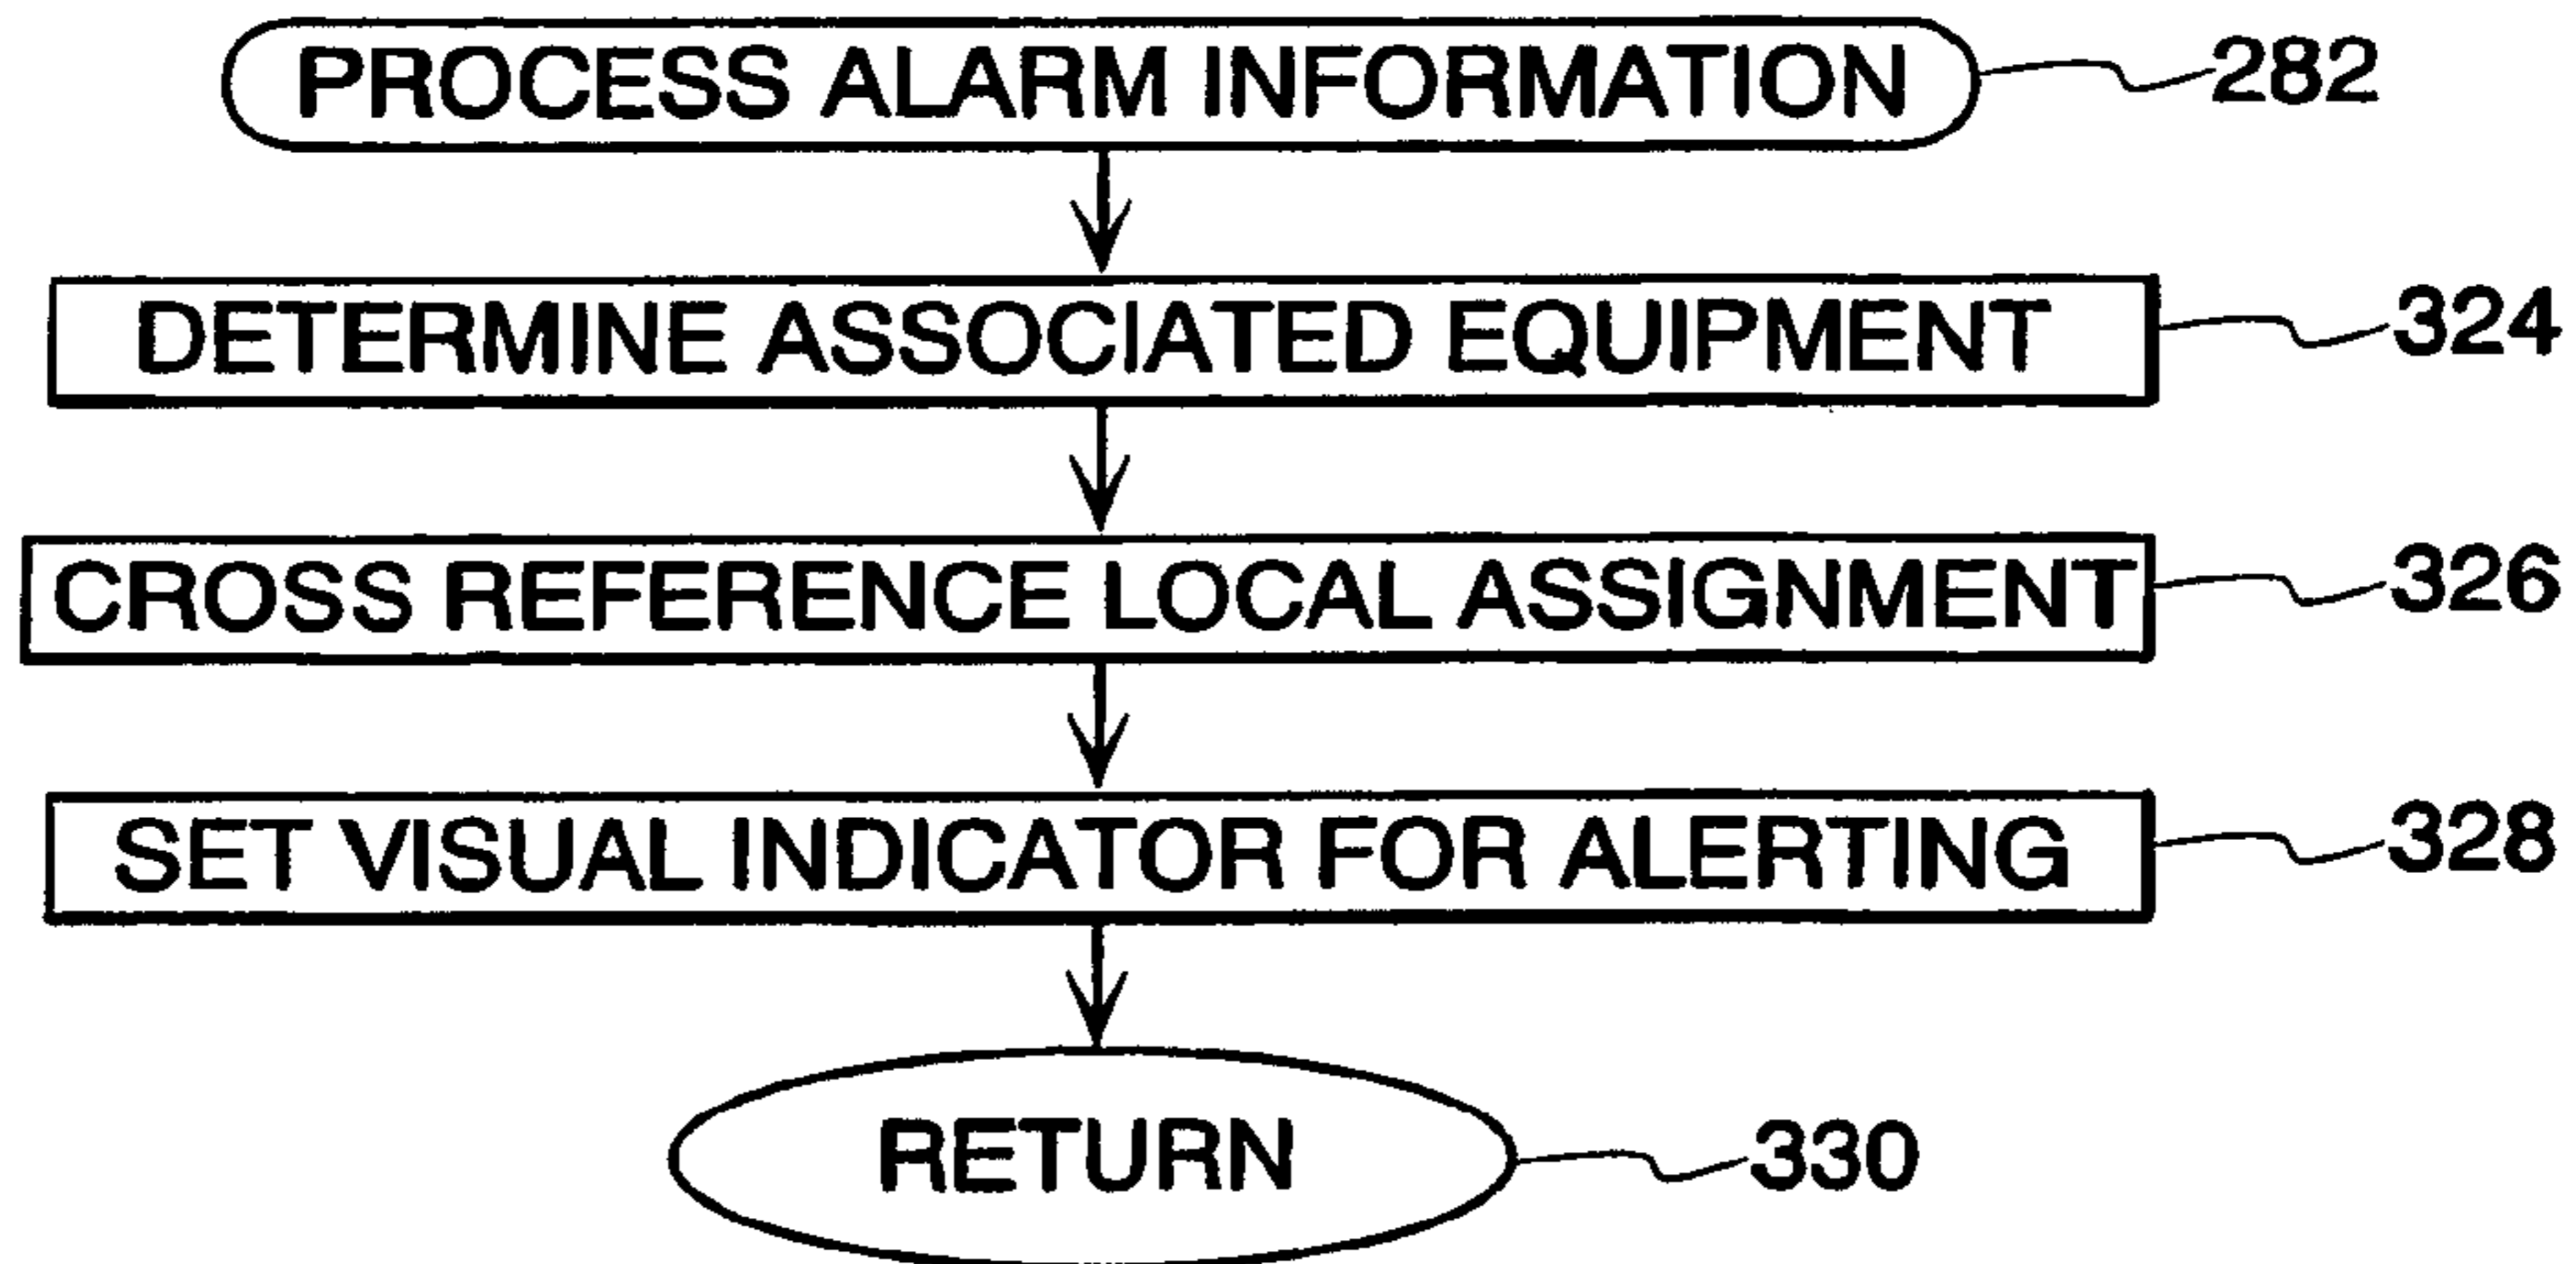 PROCESS ALARM INFORMATION 282
DETERMINE ASSOCIATED EQUIPMENT 324
CROSS REFERENCE LOCAL ASSIGNMENT 326
SET VISUAL INDICATOR FOR ALERTING 328
RETURN 330